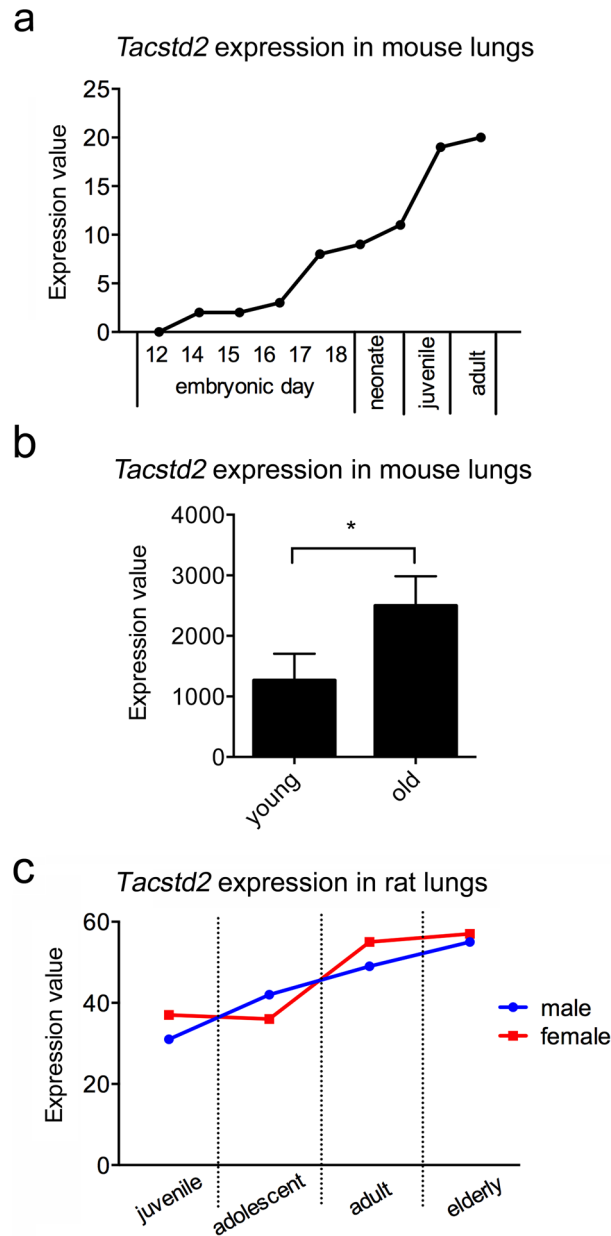 a
Tacstd2 expression in mouse lungs
Expression value
25
20
15
10
5
0
12 14 15 16 17 18
embryonic day
neonate
juvenile
adult
b
Tacstd2 expression in mouse lungs
Expression value
4000
3000
2000
1000
0
*
young
old
c
Tacstd2 expression in rat lungs
Expression value
60
40
20
0
juvenile
adolescent
adult
elderly
male
female